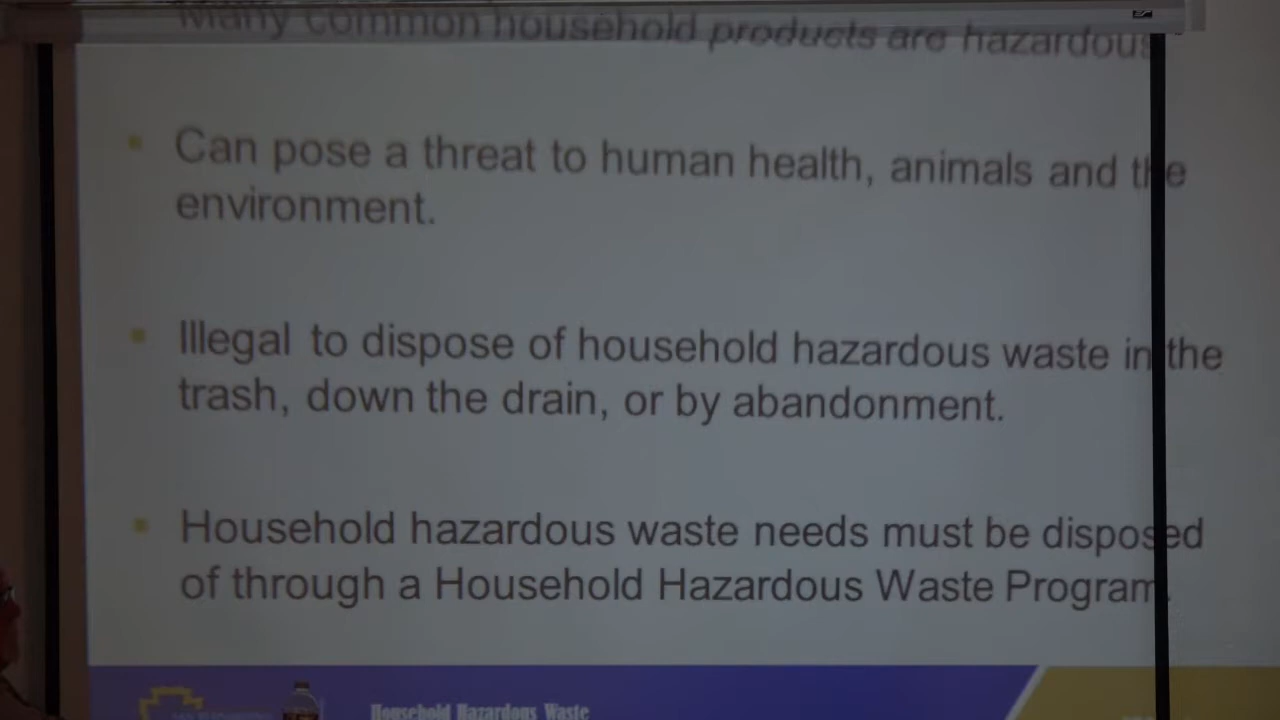 Many common household products are hazardous
Can pose a threat to human health, animals and the
environment.
Illegal to dispose of household hazardous waste in the
trash, down the drain, or by abandonment.
Household hazardous waste needs must be disposed
of through a Household Hazardous Waste Program.
Household Hazardous Waste